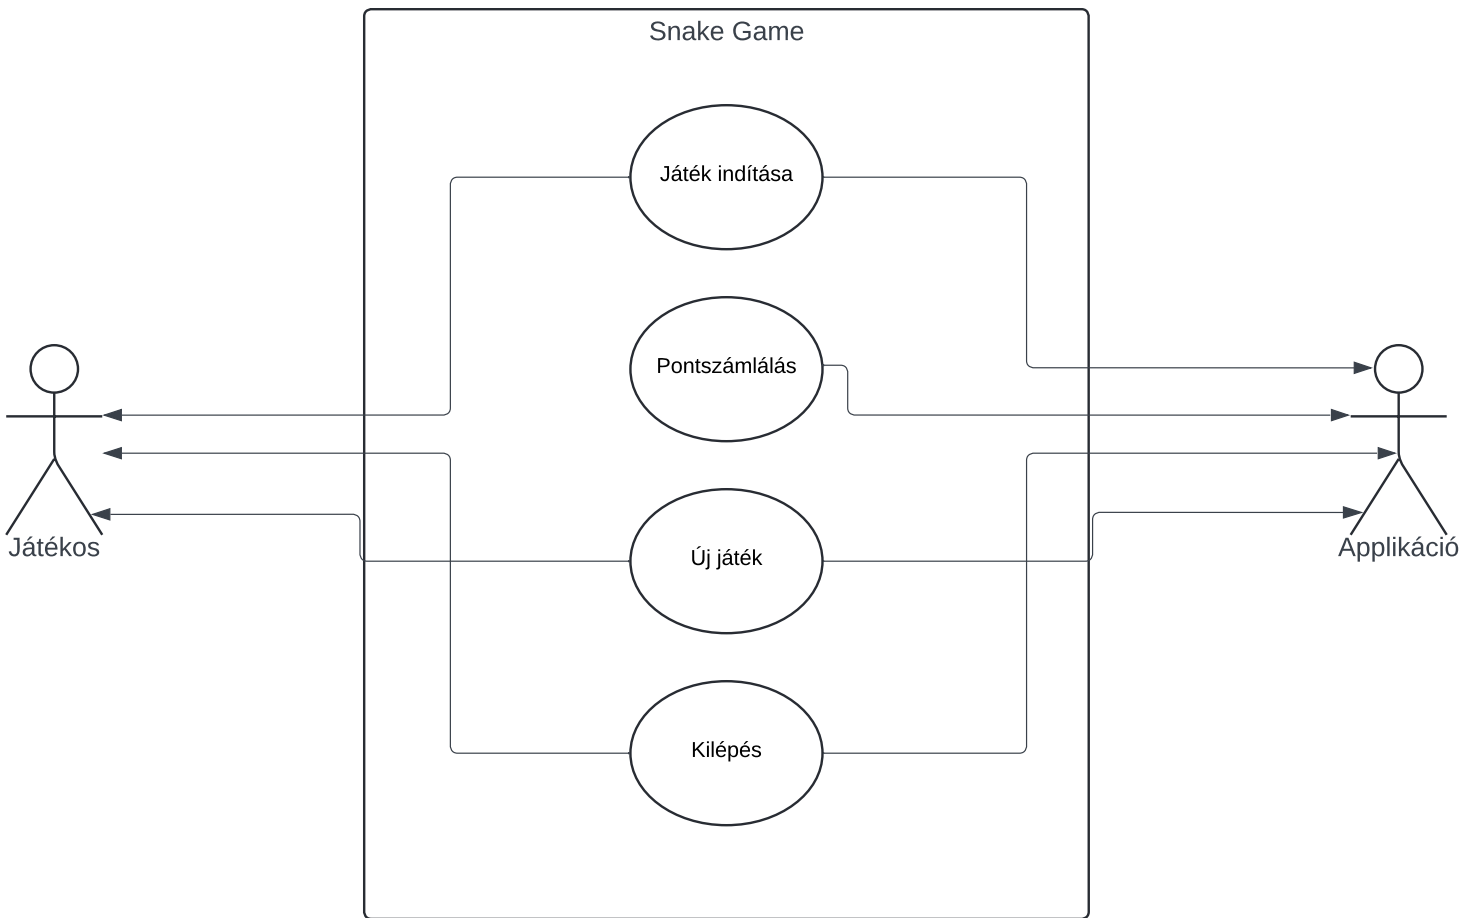 Snake Game
Játék indítása
Pontszámlálás
Új játék
Kilépés
Játékos
Applikáció